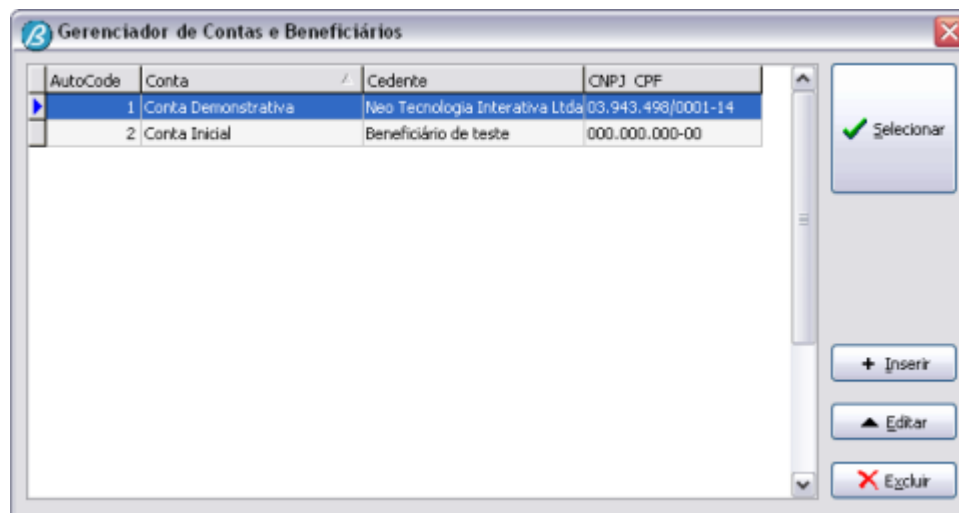 Gerenciador de Contas e Beneficiários
AutoCode Conta Cedente CNPJ CPF
1 Conta Demonstrativa Neo Tecnologia Interativa Ltda 03.943.498/0001-14
2 Conta Inicial Beneficiário de teste 000.000.000-00
Selecionar
Inserir
Editar
Excluir